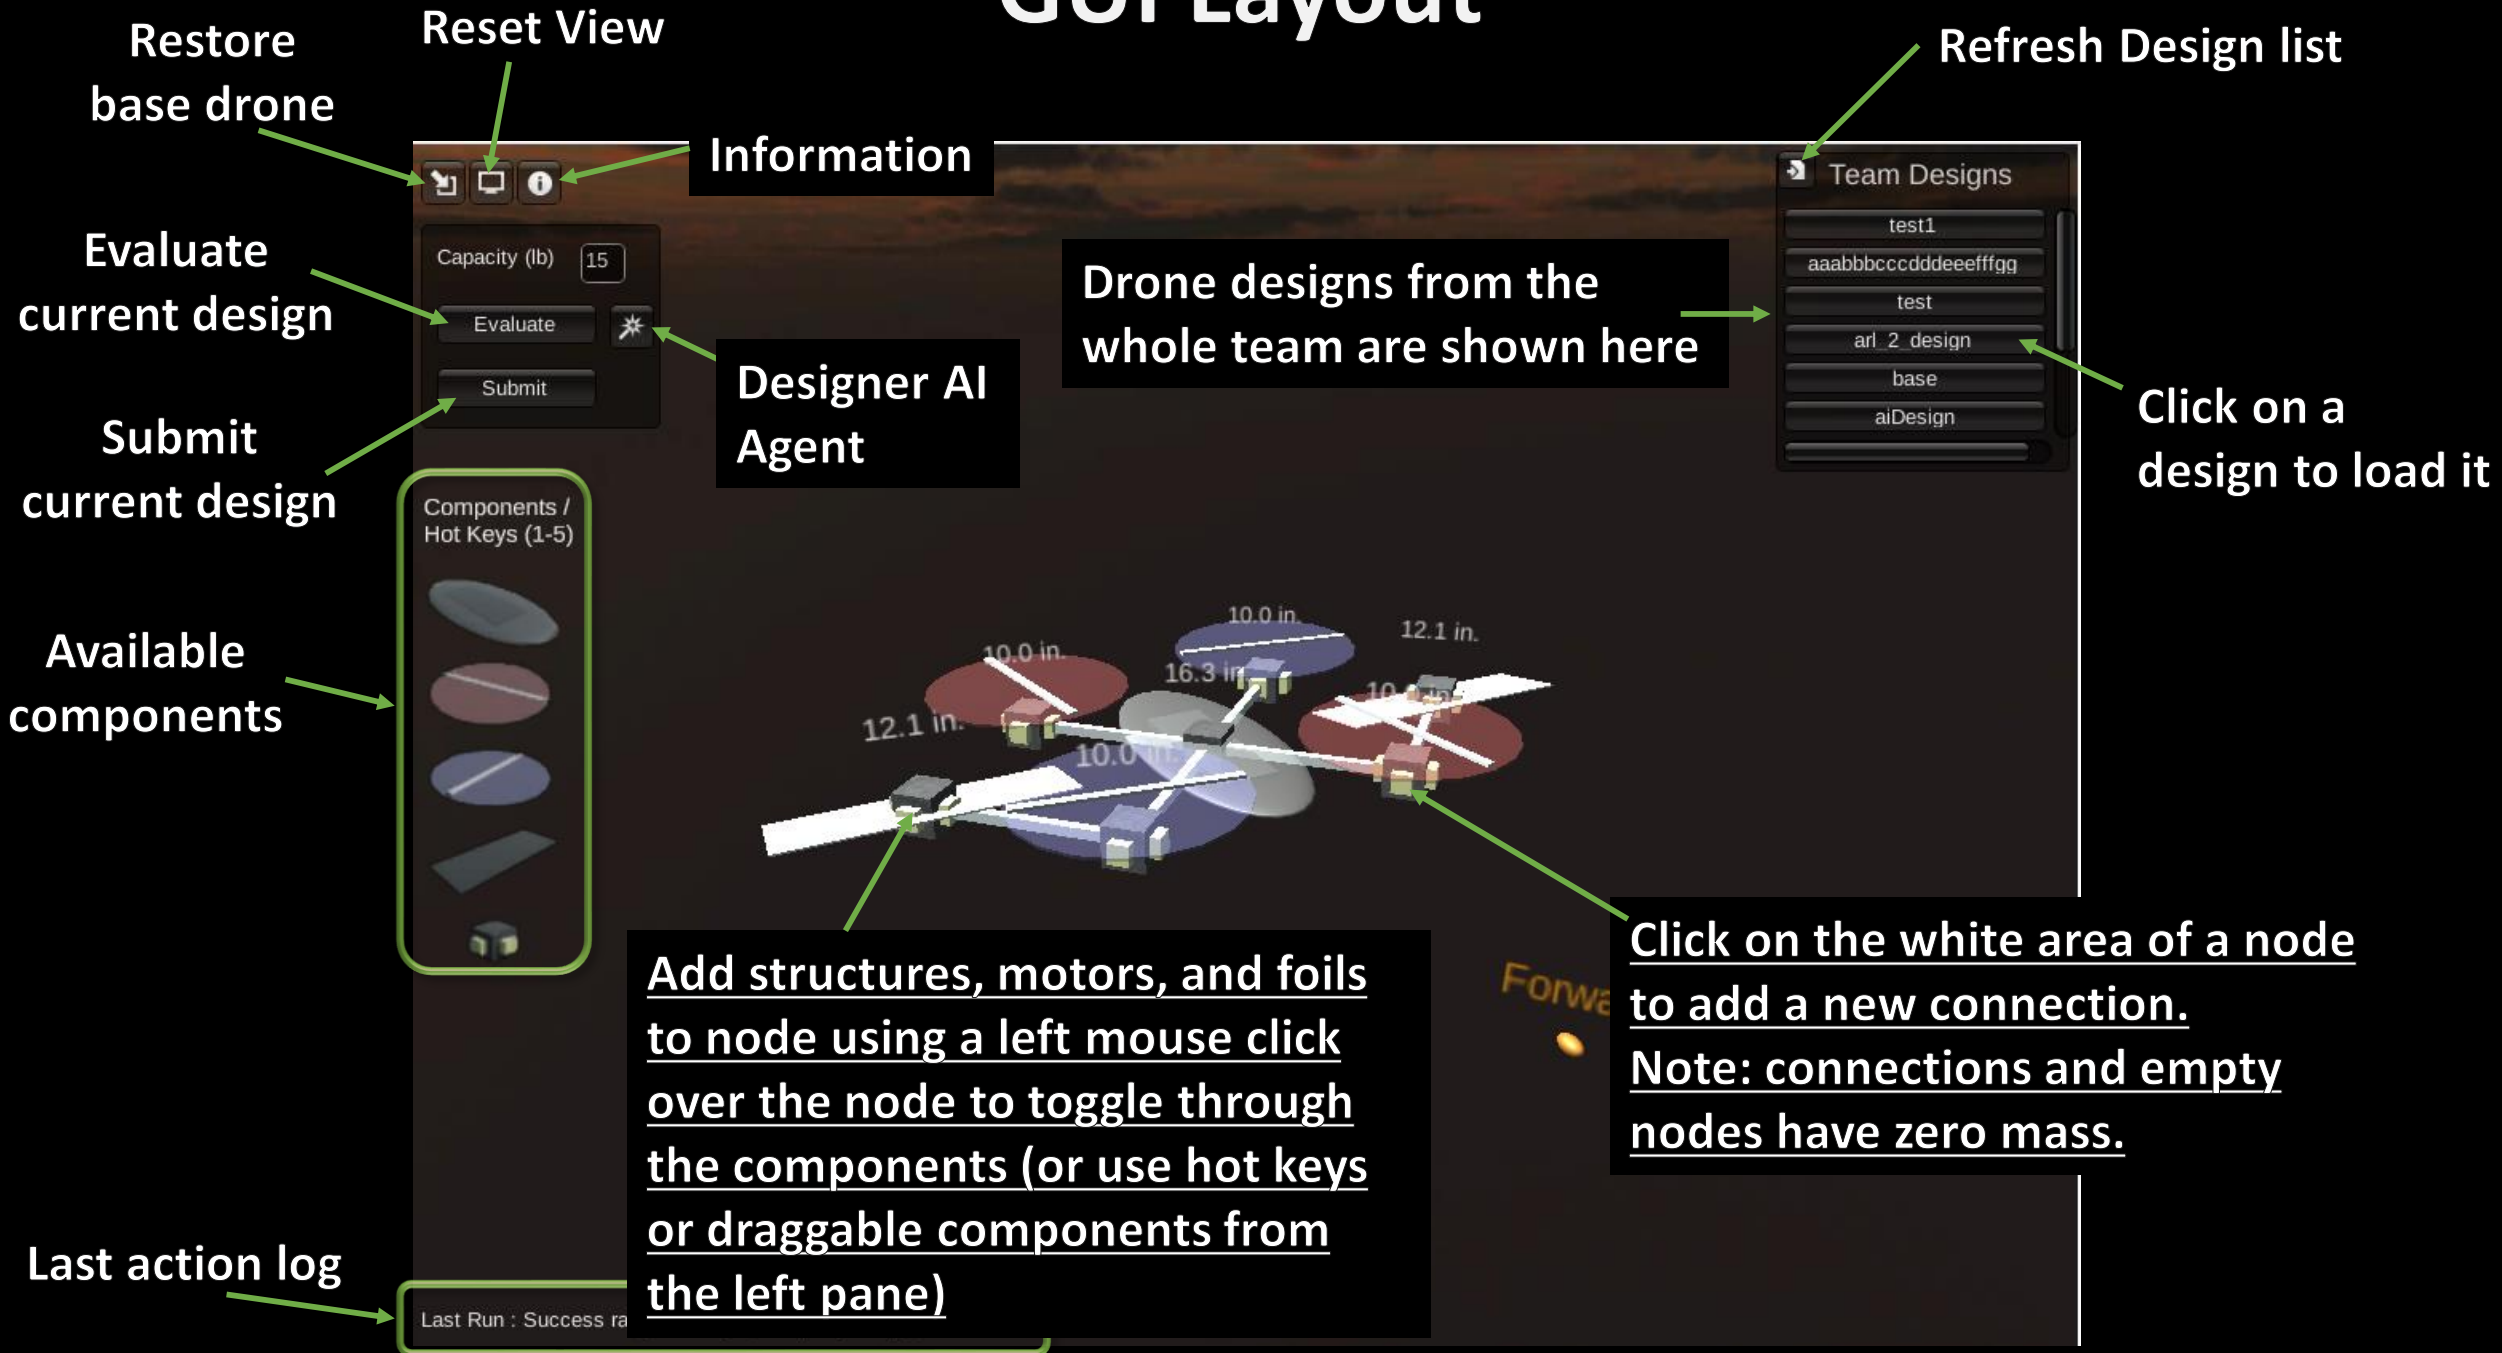 GUI Layout
Restore
base drone
Reset View
Information
Refresh Design list
Evaluate
current design
Submit
current design
Available
components
Last action log
Capacity (lb)
15
Evaluate
Submit
Designer AI
Agent
Components /
Hot Keys (1-5)
Drone designs from the
whole team are shown here
Team Designs
test1
aaabbbcccdddeeefffgg
test
arl_2_design
base
aiDesign
Click on a
design to load it
10.0 in.
12.1 in.
10.0 in.
16.3 in
12.1 in.
10.0 in.
Click on the white area of a node
to add a new connection.
Note: connections and empty
nodes have zero mass.
Add structures, motors, and foils
to node using a left mouse click
over the node to toggle through
the components (or use hot keys
or draggable components from
the left pane)
Last Run : Success